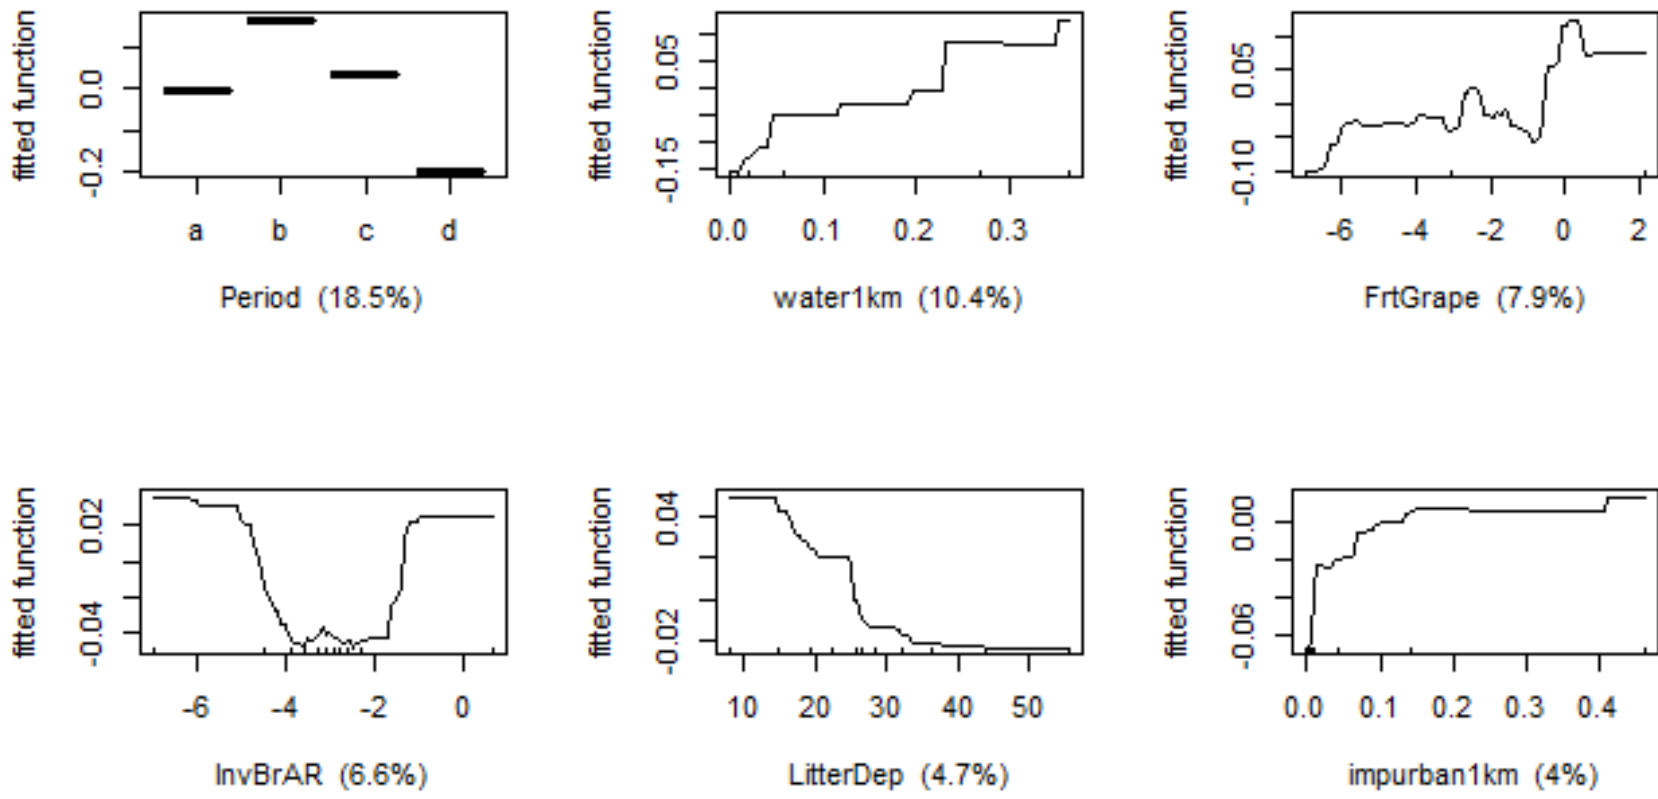 fitted function
0.0
-0.2
a b c d
Period (18.5%)
fitted function
0.05
-0.15
0.0 0.1 0.2 0.3
water1km (10.4%)
fitted function
0.05
-0.10
-6 -4 -2 0 2
FrtGrape (7.9%)
fitted function
0.02
-0.04
-6 -4 -2 0
InvBrAR (6.6%)
fitted function
0.04
-0.02
10 20 30 40 50
LitterDep (4.7%)
fitted function
0.00
-0.06
0.0 0.1 0.2 0.3 0.4
impurban1km (4%)